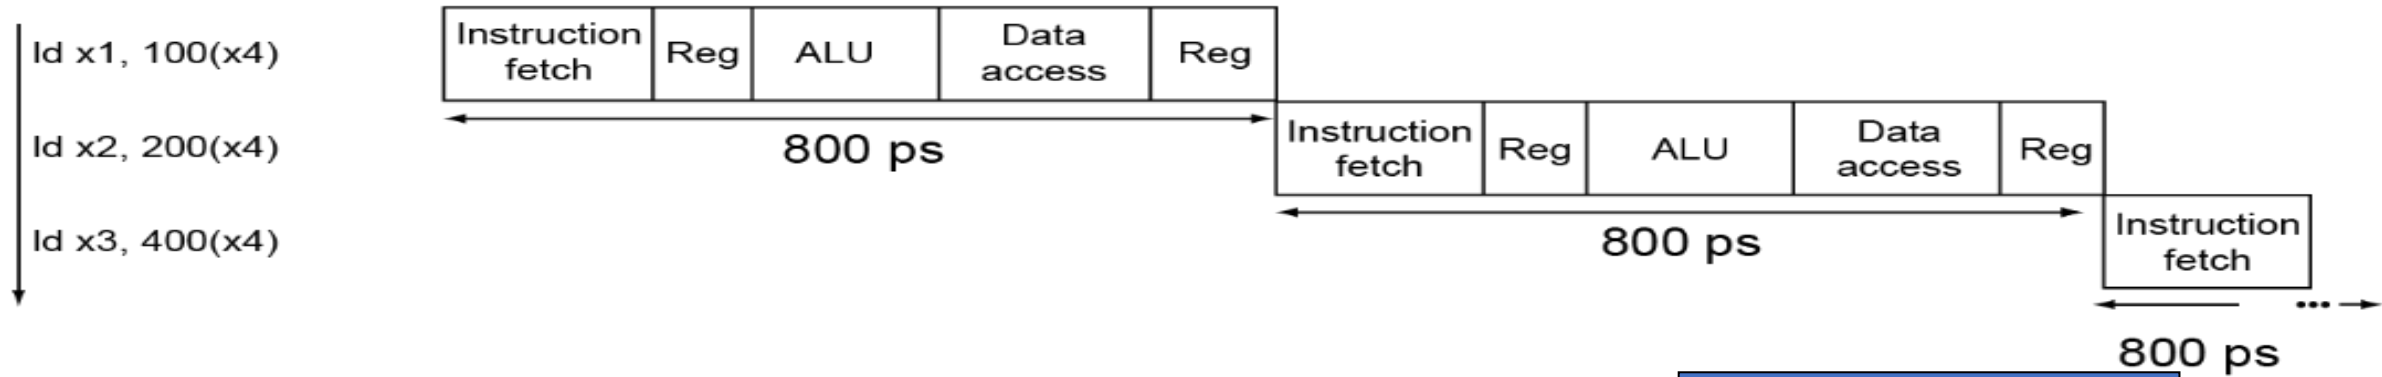 ld x1, 100(x4)
Instruction
fetch
Reg
ALU
Data
access
Reg
800 ps
ld x2, 200(x4)
Instruction
fetch
Reg
ALU
Data
access
Reg
800 ps
ld x3, 400(x4)
Instruction
fetch
...
800 ps